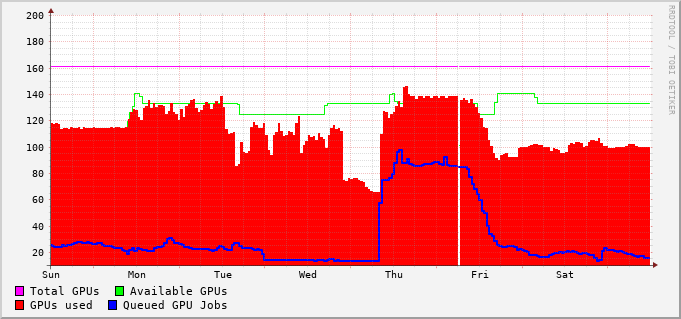 200
180
160
140
120
100
80
60
40
20
Sun Mon Tue Wed Thu Fri Sat
RRDTOOL / TOBI OETIKER
Total GPUs Available GPUs
GPUs used Queued GPU Jobs